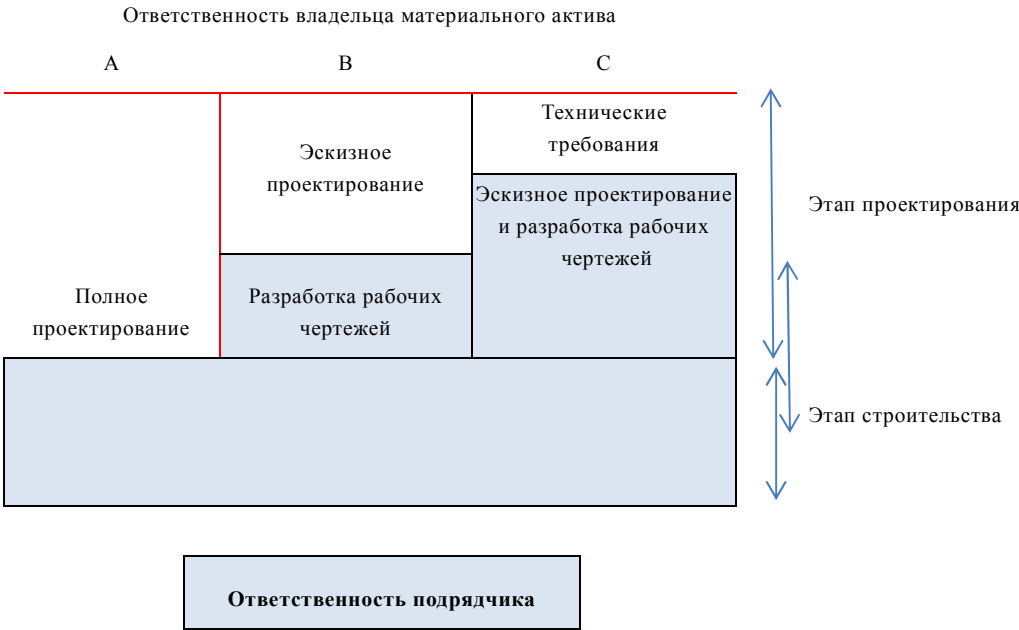 Ответственность владельца материального актива
A
B
C
Технические
требования
Эскизное
проектирование
Эскизное проектирование
и разработка рабочих
чертежей
Этап проектирования
Полное
проектирование
Разработка рабочих
чертежей
Этап строительства
Ответственность подрядчика